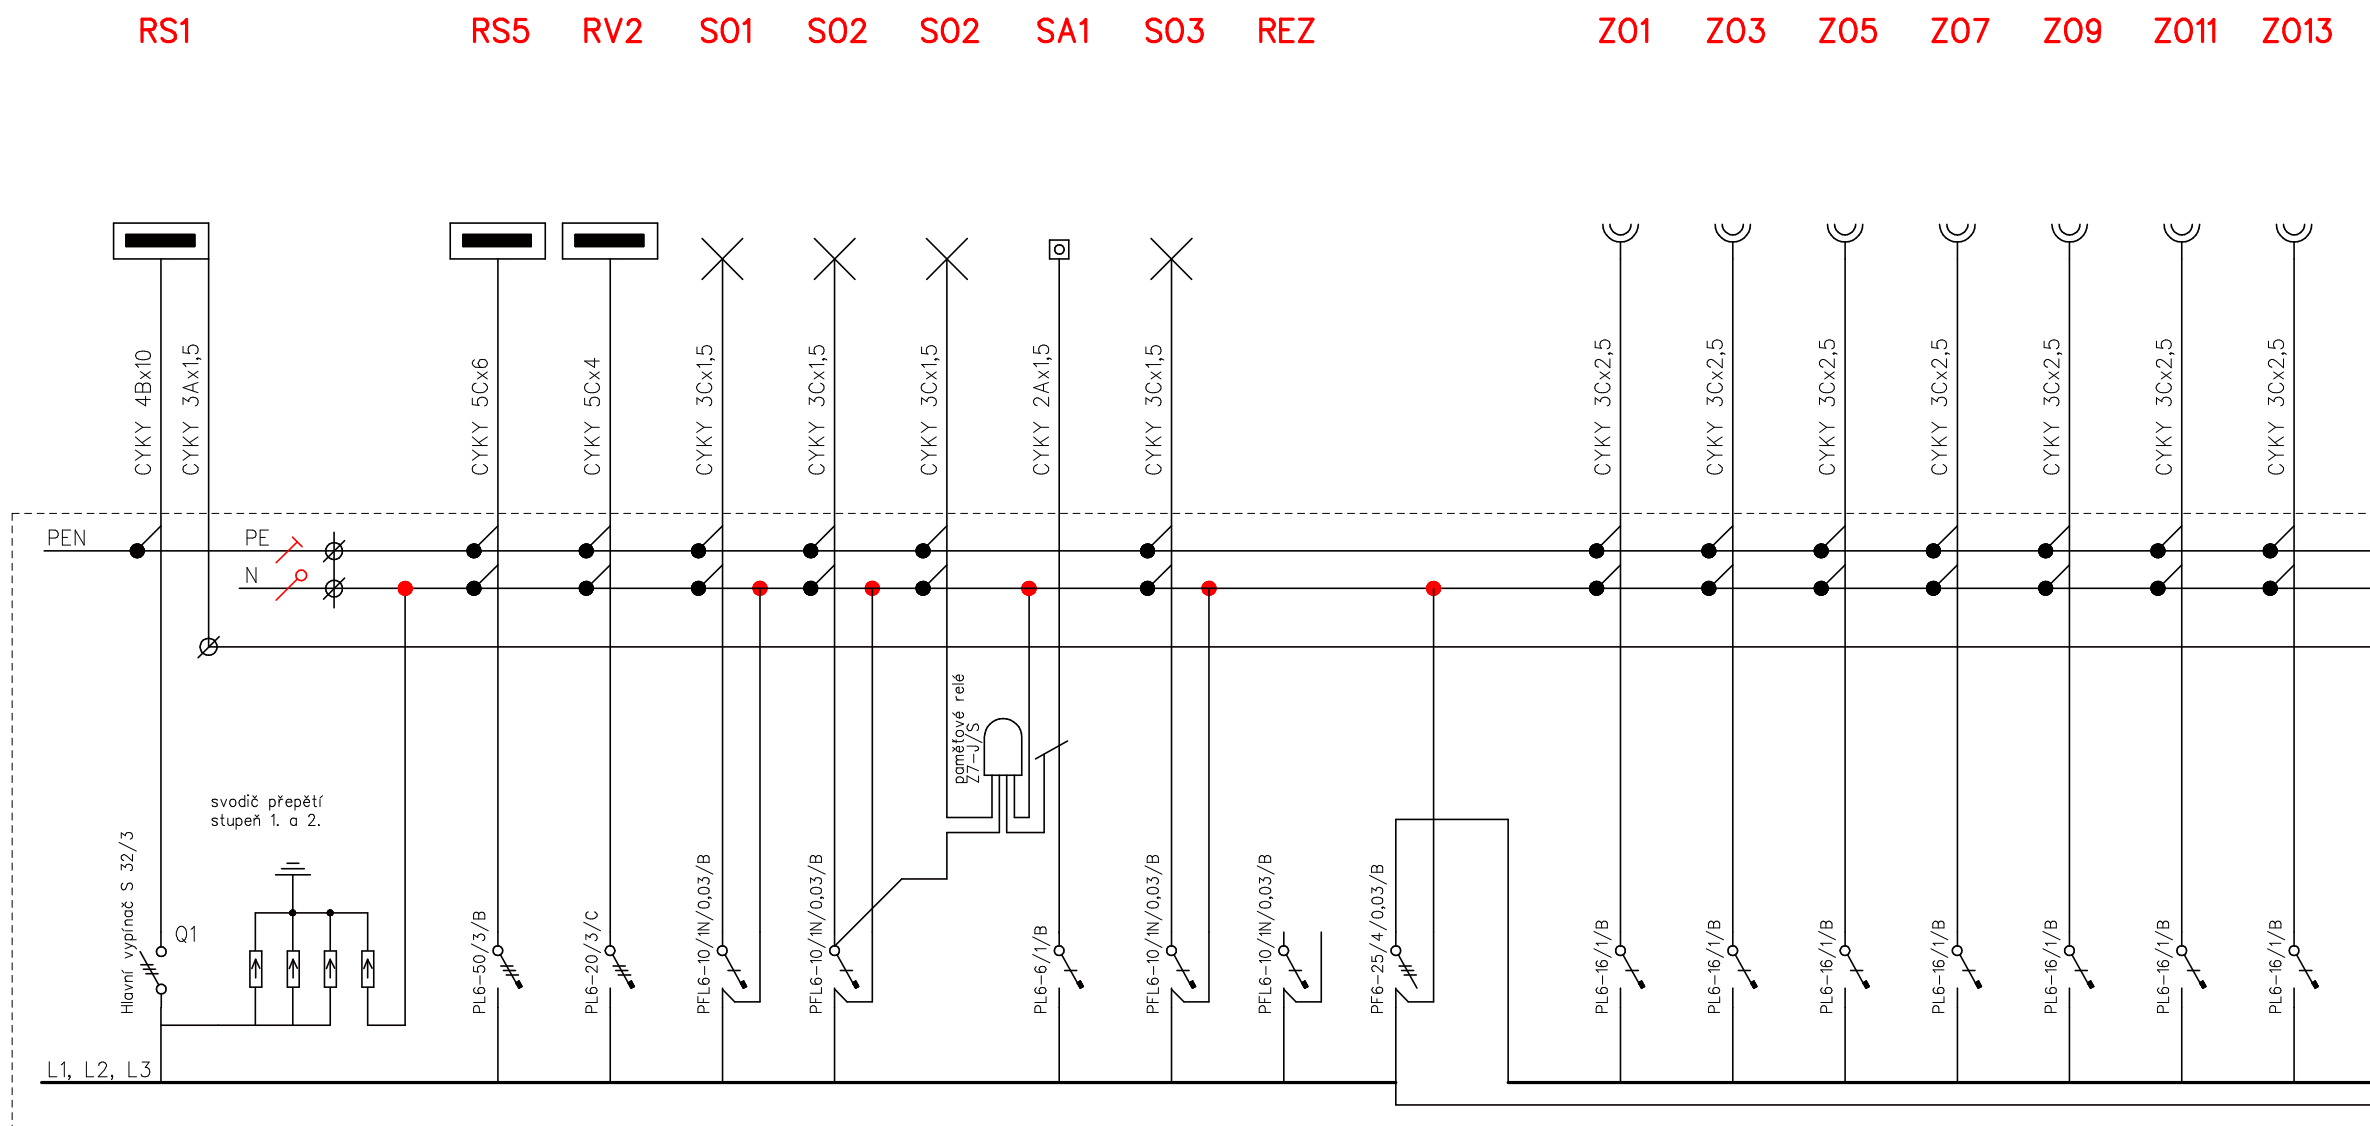 RS1 RS5 RV2 SO1 SO2 SO2 SA1 SO3 REZ ZO1 ZO3 ZO5 ZO7 ZO9 ZO11 ZO13
CYKY 4Bx10
CYKY 3Ax1,5
CYKY 5Cx6
CYKY 5Cx4
CYKY 3Cx1,5
CYKY 3Cx1,5
CYKY 3Cx1,5
CYKY 2Ax1,5
CYKY 3Cx1,5
CYKY 3Cx2,5
CYKY 3Cx2,5
CYKY 3Cx2,5
CYKY 3Cx2,5
CYKY 3Cx2,5
CYKY 3Cx2,5
CYKY 3Cx2,5
PEN
PE
N
paměťové relé
Z7-J/S
svodič přepětí
stupeň 1. a 2.
Hlavní vypínač S 32/3
Q1
PL6-50/3/B
PL6-20/3/C
PFL6-10/1N/0,03/B
PFL6-10/1N/0,03/B
PL6-6/1/B
PFL6-10/1N/0,03/B
PFL6-10/1N/0,03/B
PF6-25/4/0,03/B
PL6-16/1/B
PL6-16/1/B
PL6-16/1/B
PL6-16/1/B
PL6-16/1/B
PL6-16/1/B
PL6-16/1/B
L1, L2, L3